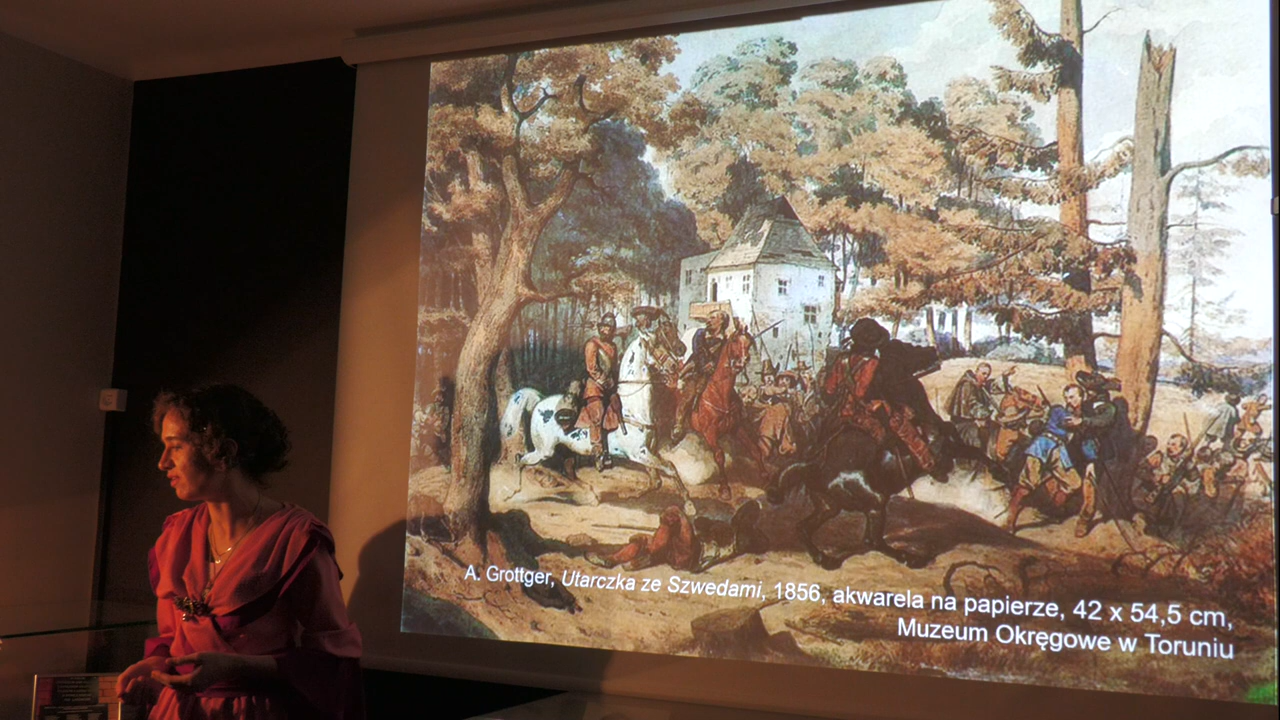 A. Grottger, Utarczka ze Szwedami, 1856, akwarela na papierze, 42 x 54,5 cm,
Muzeum Okręgowe w Toruniu